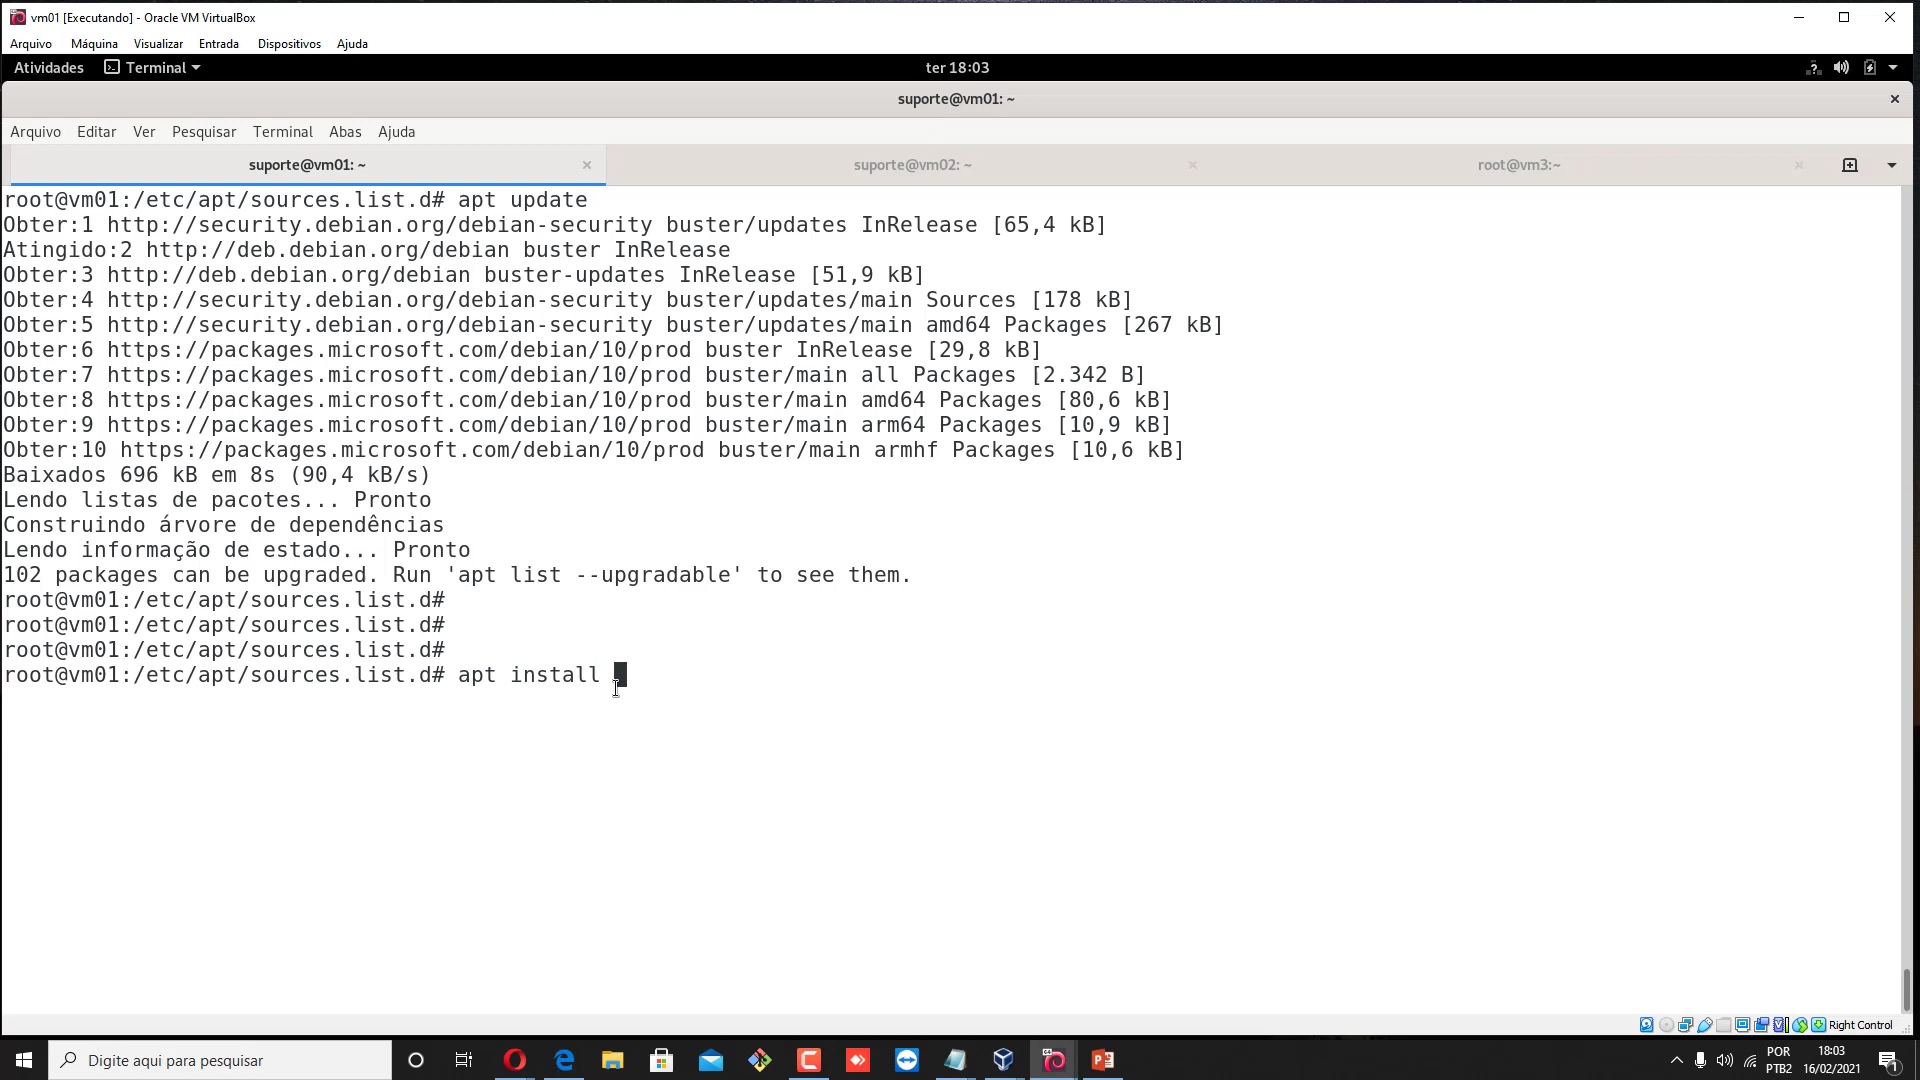 vm01 [Executando] - Oracle VM VirtualBox
Arquivo Máquina Visualizar Entrada Dispositivos Ajuda
Atividades Terminal ter 18:03
suporte@vm01: ~
Arquivo Editar Ver Pesquisar Terminal Abas Ajuda
suporte@vm01: ~ suporte@vm02: ~ root@vm3:~
root@vm01:/etc/apt/sources.list.d# apt update
Obter:1 http://security.debian.org/debian-security buster/updates InRelease [65,4 kB]
Atingido:2 http://deb.debian.org/debian buster InRelease
Obter:3 http://deb.debian.org/debian buster-updates InRelease [51,9 kB]
Obter:4 http://security.debian.org/debian-security buster/updates/main Sources [178 kB]
Obter:5 http://security.debian.org/debian-security buster/updates/main amd64 Packages [267 kB]
Obter:6 https://packages.microsoft.com/debian/10/prod buster InRelease [29,8 kB]
Obter:7 https://packages.microsoft.com/debian/10/prod buster/main all Packages [2.342 B]
Obter:8 https://packages.microsoft.com/debian/10/prod buster/main amd64 Packages [80,6 kB]
Obter:9 https://packages.microsoft.com/debian/10/prod buster/main arm64 Packages [10,9 kB]
Obter:10 https://packages.microsoft.com/debian/10/prod buster/main armhf Packages [10,6 kB]
Baixados 696 kB em 8s (90,4 kB/s)
Lendo listas de pacotes... Pronto
Construindo árvore de dependências
Lendo informação de estado... Pronto
102 packages can be upgraded. Run 'apt list --upgradable' to see them.
root@vm01:/etc/apt/sources.list.d#
root@vm01:/etc/apt/sources.list.d#
root@vm01:/etc/apt/sources.list.d#
root@vm01:/etc/apt/sources.list.d# apt install
Right Control
Digite aqui para pesquisar
POR 18:03
PTB2 16/02/2021 1